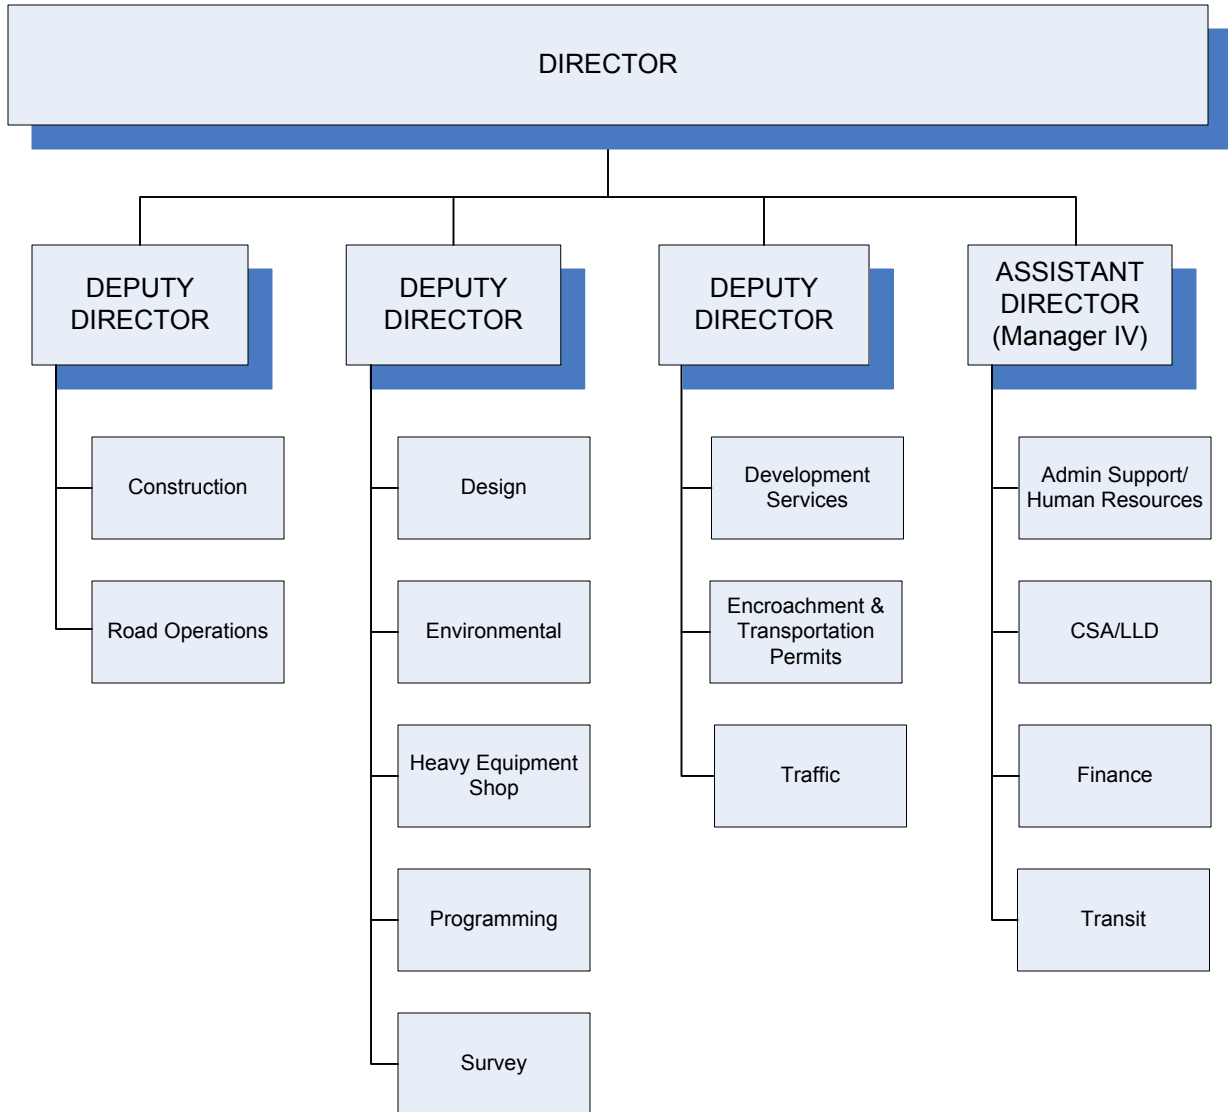 DIRECTOR
DEPUTY
DIRECTOR
Construction
Road Operations
DEPUTY
DIRECTOR
Design
Environmental
Heavy Equipment
Shop
Programming
Survey
DEPUTY
DIRECTOR
Development
Services
Encroachment &
Transportation
Permits
Traffic
ASSISTANT
DIRECTOR
(Manager IV)
Admin Support/
Human Resources
CSA/LLD
Finance
Transit